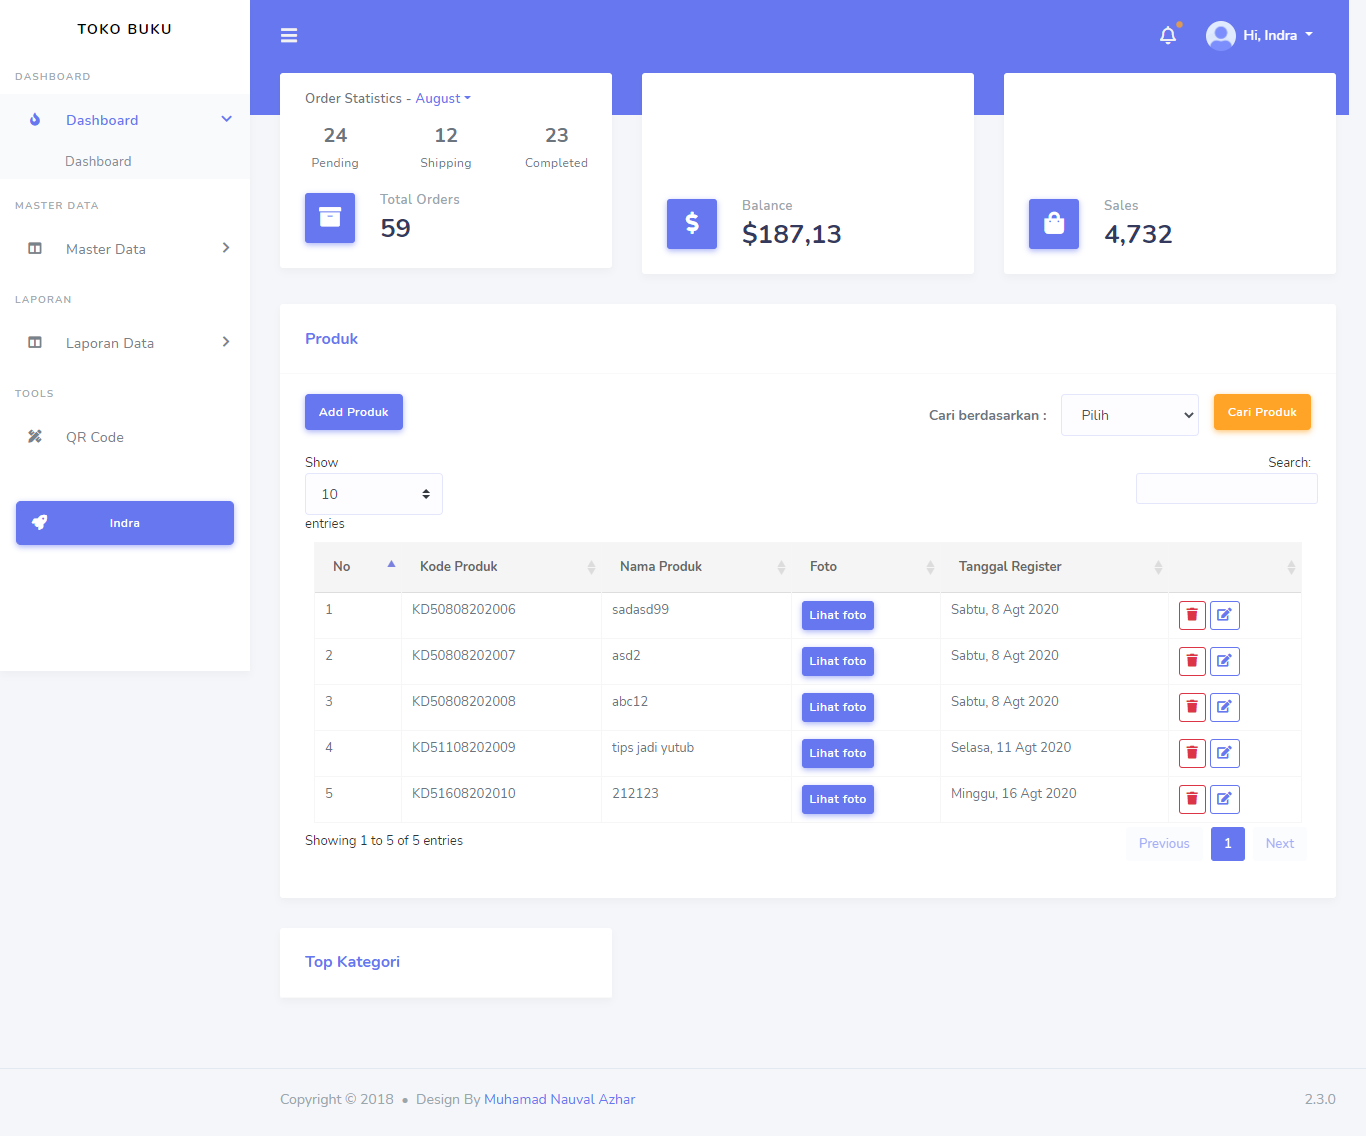 TOKO BUKU
DASHBOARD
Dashboard
Dashboard
MASTER DATA
Master Data
LAPORAN
Laporan Data
TOOLS
QR Code
Indra
Hi, Indra
Order Statistics - August
24 12 23
Pending Shipping Completed
Total Orders
59
Balance
$187,13
Sales
4,732
Produk
Add Produk Cari berdasarkan : Pilih Cari Produk
Show
10
entries
Search:
No Kode Produk Nama Produk Foto Tanggal Register
1 KD50808202006 sadasd99 Lihat foto Sabtu, 8 Agt 2020
2 KD50808202007 asd2 Lihat foto Sabtu, 8 Agt 2020
3 KD50808202008 abc12 Lihat foto Sabtu, 8 Agt 2020
4 KD51108202009 tips jadi yutub Lihat foto Selasa, 11 Agt 2020
5 KD51608202010 212123 Lihat foto Minggu, 16 Agt 2020
Showing 1 to 5 of 5 entries Previous 1 Next
Top Kategori
Copyright © 2018 • Design By Muhamad Nauval Azhar 2.3.0